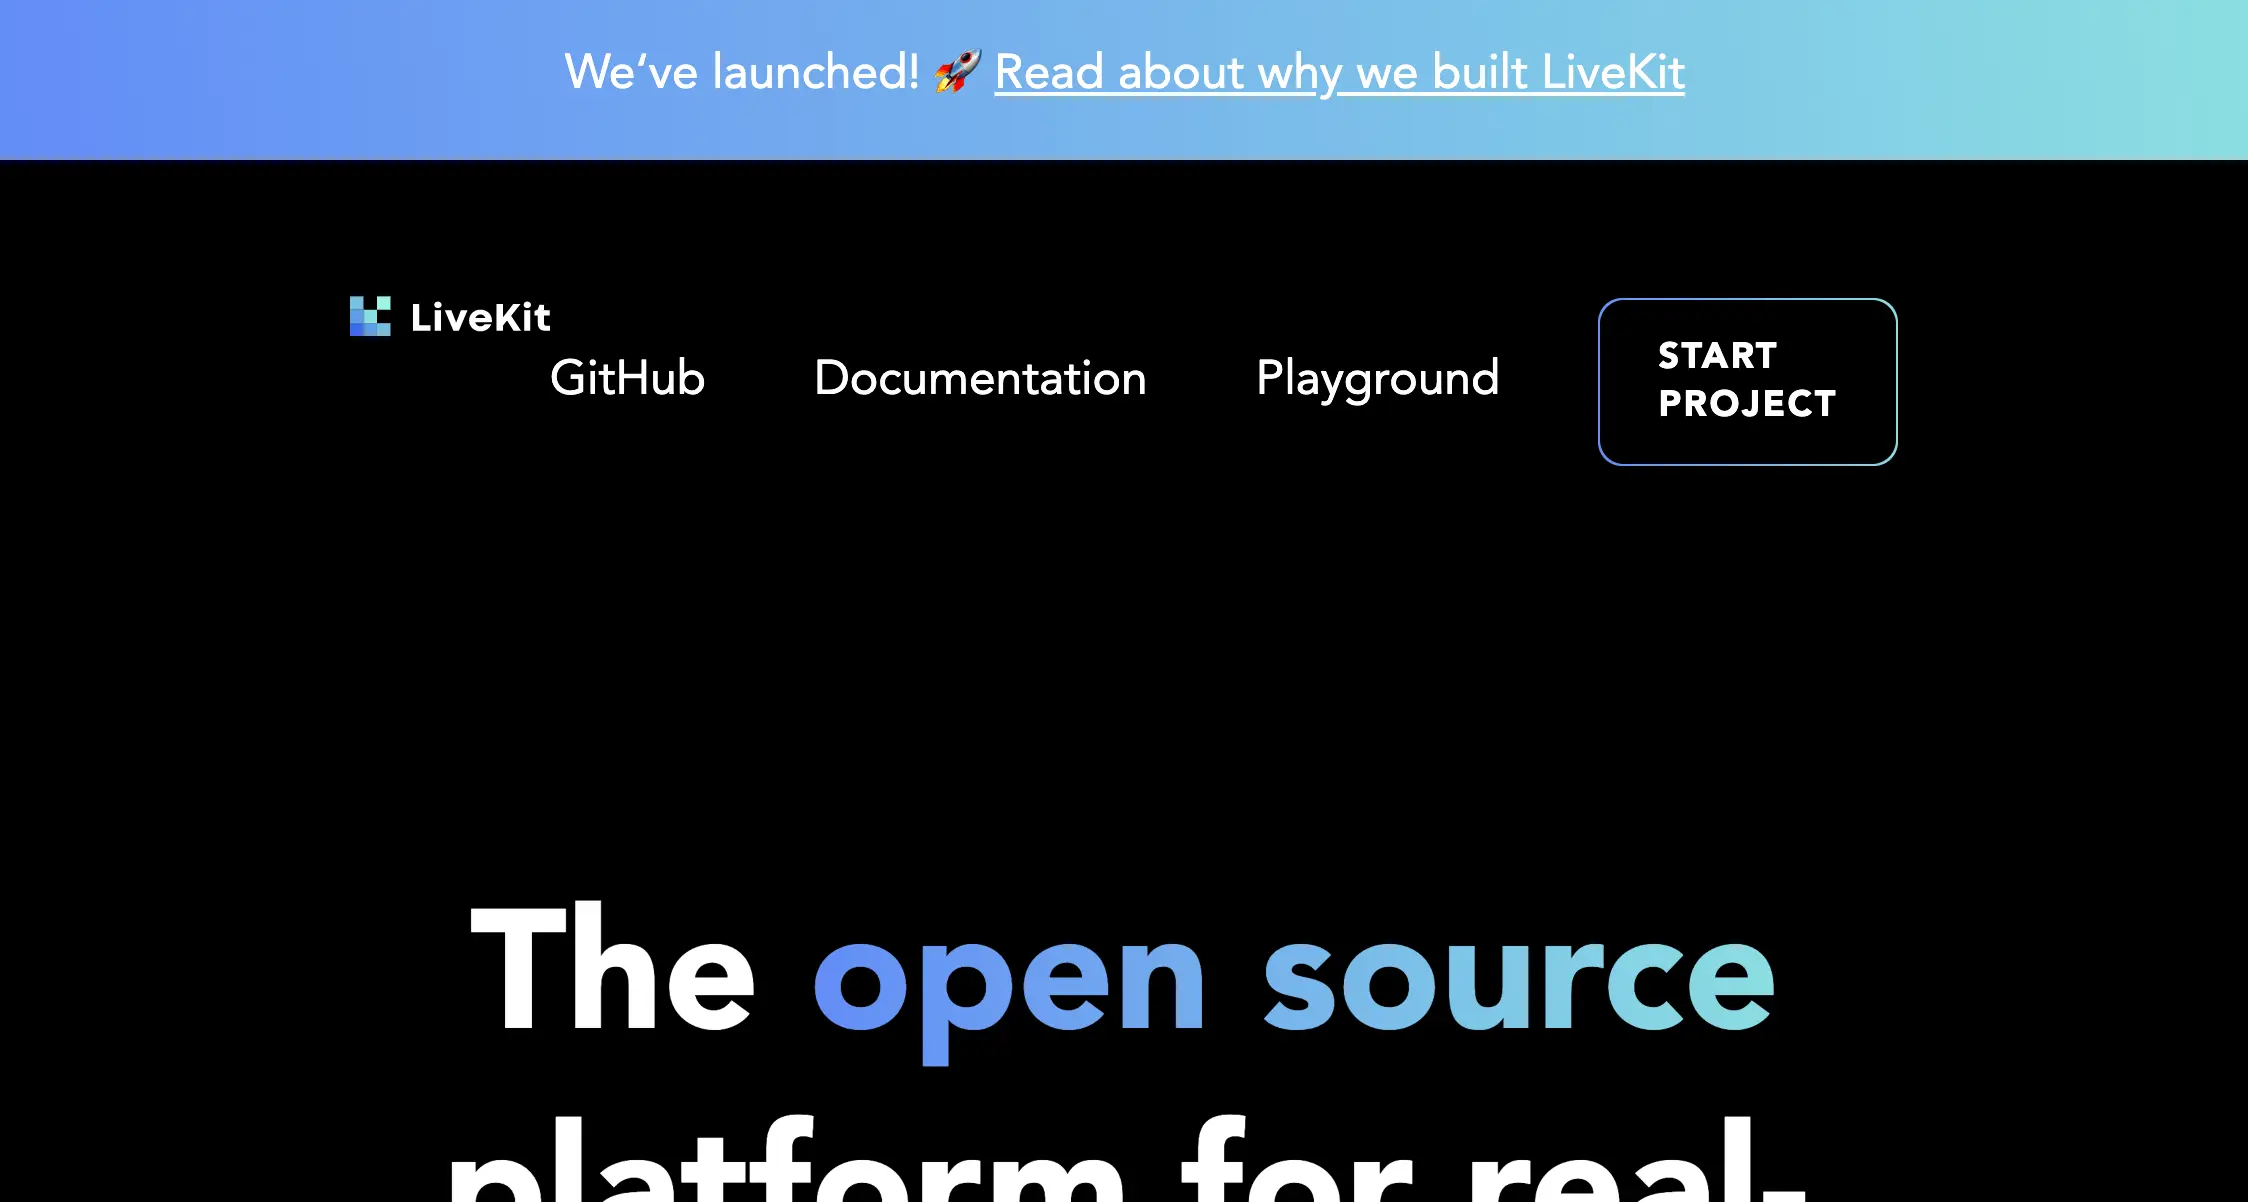 We‘ve launched! 🚀 Read about why we built LiveKit
LiveKit
GitHub Documentation Playground
START
PROJECT
The open source
platform for real-